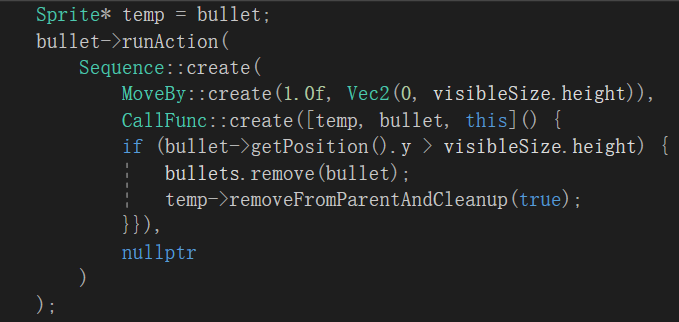 Sprite* temp = bullet;
bullet->runAction(
    Sequence::create(
        MoveBy::create(1.0f, Vec2(0, visibleSize.height)),
        CallFunc::create([temp, bullet, this]() {
        if (bullet->getPosition().y > visibleSize.height) {
            bullets.remove(bullet);
            temp->removeFromParentAndCleanup(true);
        }}),
        nullptr
    )
);